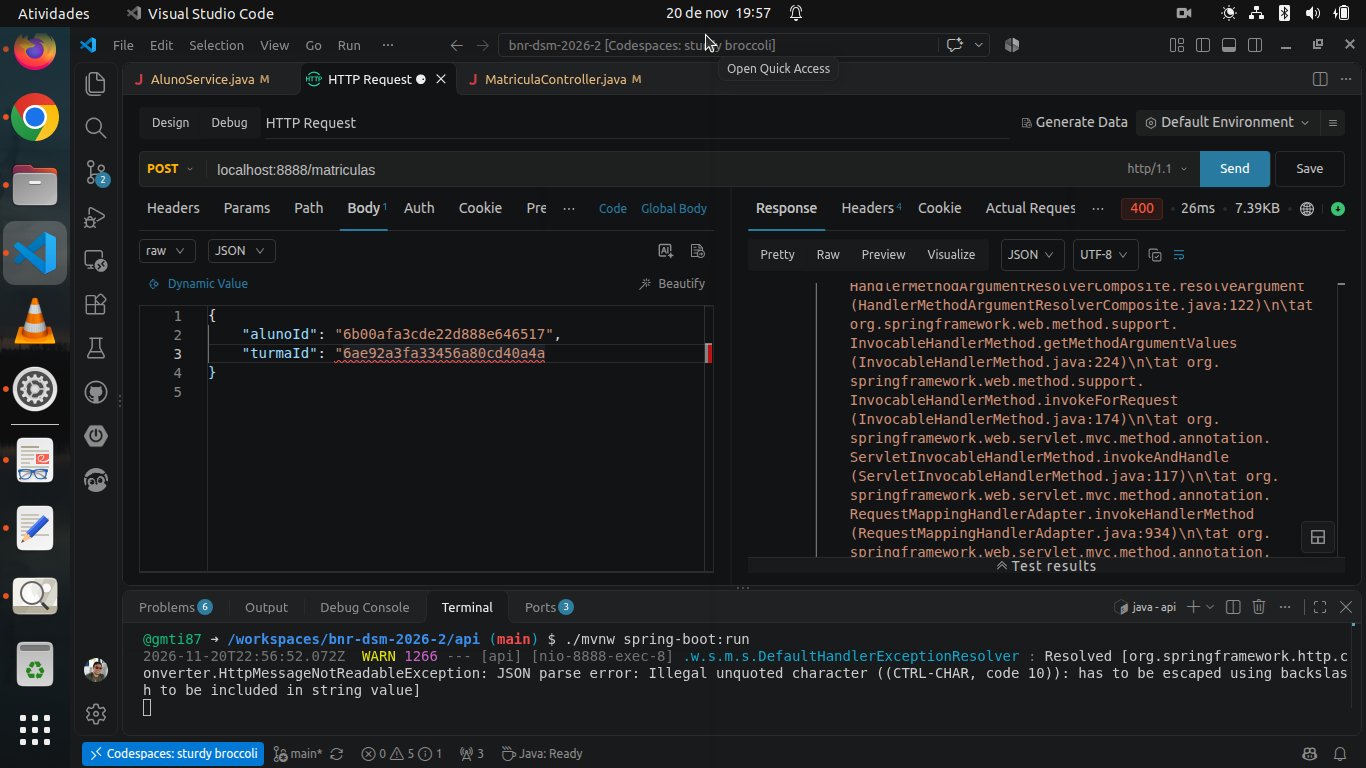 Atividades
Visual Studio Code
20 de nov 19:57
File Edit Selection View Go Run ···
bnr-dsm-2026-2 [Codespaces: sturdy broccoli]
Open Quick Access
AlunoService.java M
HTTP HTTP Request
MatriculaController.java M
Design Debug HTTP Request
Generate Data
Default Environment
POST localhost:8888/matriculas
http/1.1
Send
Save
Headers Params Path Body 1 Auth Cookie Pre ··· Code Global Body
raw JSON
Dynamic Value
Beautify
1 {
2 "alunoId": "6b00afa3cde22d888e646517",
3 "turmaId": "6ae92a3fa33456a80cd40a4a
4 }
5
Response Headers 4 Cookie Actual Reques ··· 400 26ms 7.39KB
Pretty Raw Preview Visualize JSON UTF-8
HandlerMethodArgumentResolverComposite.resolveArgument
(HandlerMethodArgumentResolverComposite.java:122)\n\tat
org.springframework.web.method.support.
InvocableHandlerMethod.getMethodArgumentValues
(InvocableHandlerMethod.java:224)\n\tat org.
springframework.web.method.support.
InvocableHandlerMethod.invokeForRequest
(InvocableHandlerMethod.java:174)\n\tat org.
springframework.web.servlet.mvc.method.annotation.
ServletInvocableHandlerMethod.invokeAndHandle
(ServletInvocableHandlerMethod.java:117)\n\tat org.
springframework.web.servlet.mvc.method.annotation.
RequestMappingHandlerAdapter.invokeHandlerMethod
(RequestMappingHandlerAdapter.java:934)\n\tat org.
springframework.web.servlet.mvc.method.annotation.
Test results
2
Problems 6 Output Debug Console Terminal Ports 3
java - api
@gmti87 ➜ /workspaces/bnr-dsm-2026-2/api (main) $ ./mvnw spring-boot:run
2026-11-20T22:56:52.072Z WARN 1266 --- [api] [nio-8888-exec-8] .w.s.m.s.DefaultHandlerExceptionResolver : Resolved [org.springframework.http.c
onverter.HttpMessageNotReadableException: JSON parse error: Illegal unquoted character ((CTRL-CHAR, code 10)): has to be escaped using backslas
h to be included in string value]
Codespaces: sturdy broccoli
main*
0 5 1
3
Java: Ready